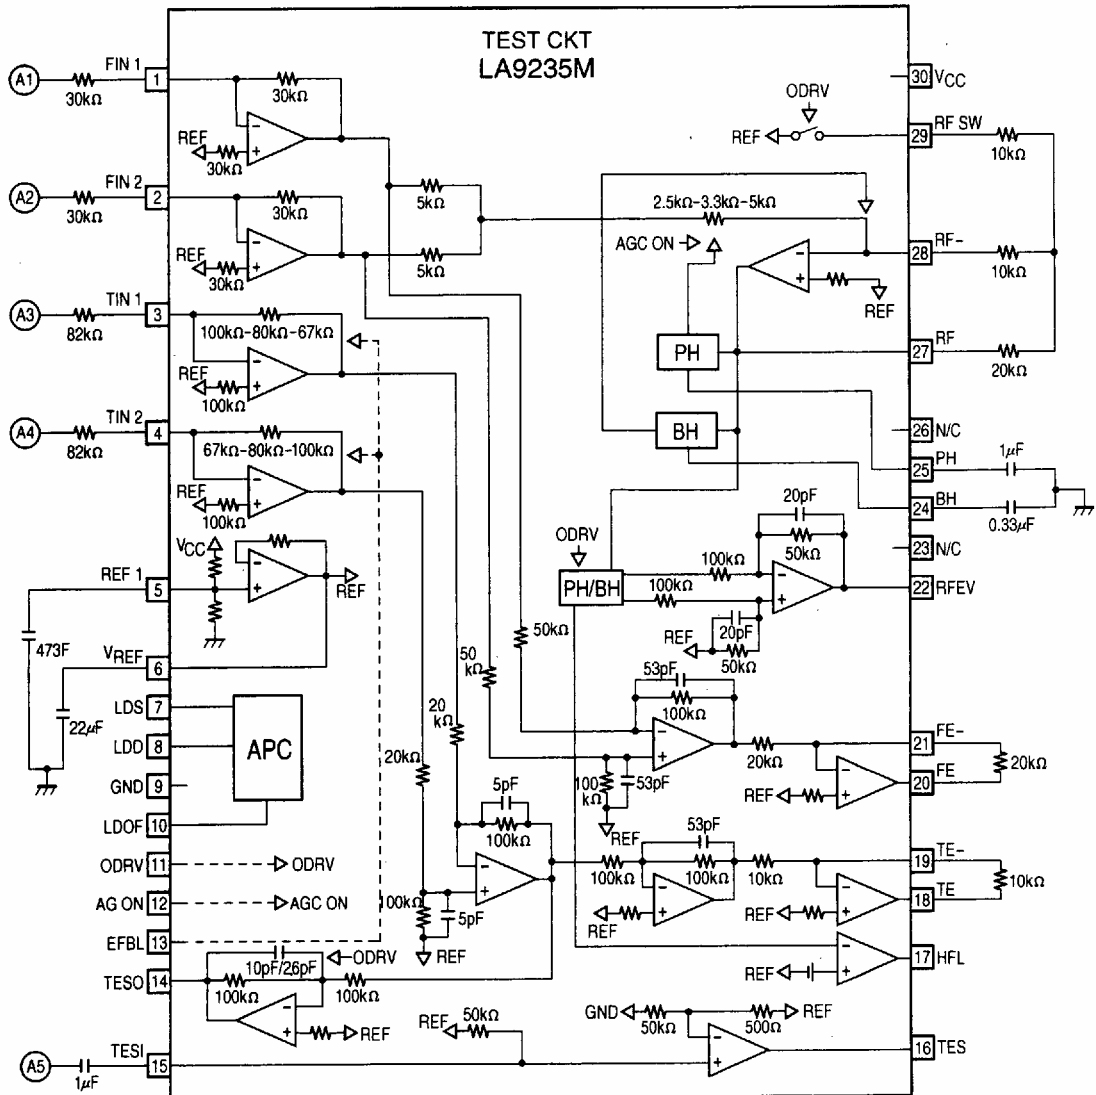 TEST CKT
LA9235M
A1
30kΩ
FIN 1
1
30kΩ
REF
30kΩ
A2
30kΩ
FIN 2
2
30kΩ
REF
30kΩ
5kΩ
5kΩ
A3
82kΩ
TIN 1
3
100kΩ-80kΩ-67kΩ
REF
100kΩ
A4
82kΩ
TIN 2
4
67kΩ-80kΩ-100kΩ
REF
100kΩ
VCC
REF 1
5
REF
473F
VREF
6
22µF
LDS
7
LDD
8
APC
GND
9
LDOF
10
ODRV
11
ODRV
AG ON
12
AGC ON
EFBL
13
TESO
14
10pF/26pF
ODRV
100kΩ
100kΩ
REF
A5
1µF
TESI
15
REF
50kΩ
20kΩ
20
kΩ
50
kΩ
50kΩ
5pF
100kΩ
100kΩ
5pF
REF
30
VCC
ODRV
REF
29
RF SW
10kΩ
2.5kΩ-3.3kΩ-5kΩ
AGC ON
28
RF-
10kΩ
REF
PH
27
RF
20kΩ
BH
26
N/C
25
PH
1µF
24
BH
0.33µF
23
N/C
ODRV
PH/BH
100kΩ
100kΩ
20pF
50kΩ
22
RFEV
REF
20pF
50kΩ
53pF
100kΩ
100
kΩ
53pF
REF
20kΩ
21
FE-
20kΩ
REF
20
FE
53pF
100kΩ
100kΩ
10kΩ
19
TE-
10kΩ
REF
REF
18
TE
REF
17
HFL
GND
50kΩ
500Ω
REF
16
TES